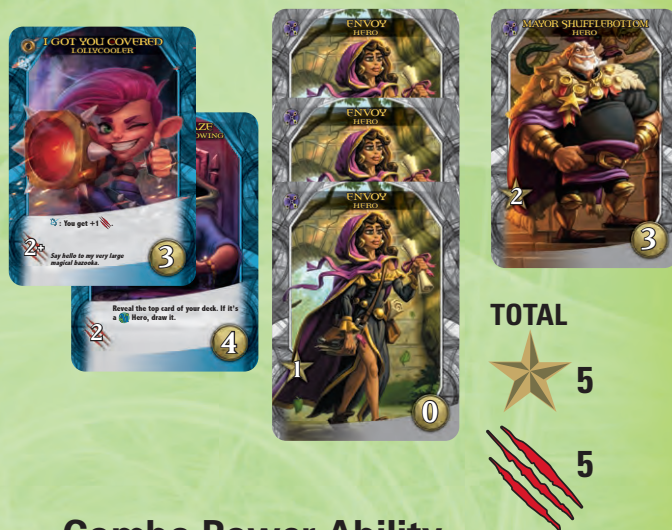 I GOT YOU COVERED
LOLLYCOOLER
: You get +1 .
2+
Say hello to my very large
magical bazooka.
3
Reveal the top card of your deck. If it's
a Hero, draw it.
2
4
ENVOY
HERO
ENVOY
HERO
ENVOY
HERO
1
0
MAYOR SHUFFLEBOTTOM
HERO
2
3
TOTAL
5
5
Combo Power Ability